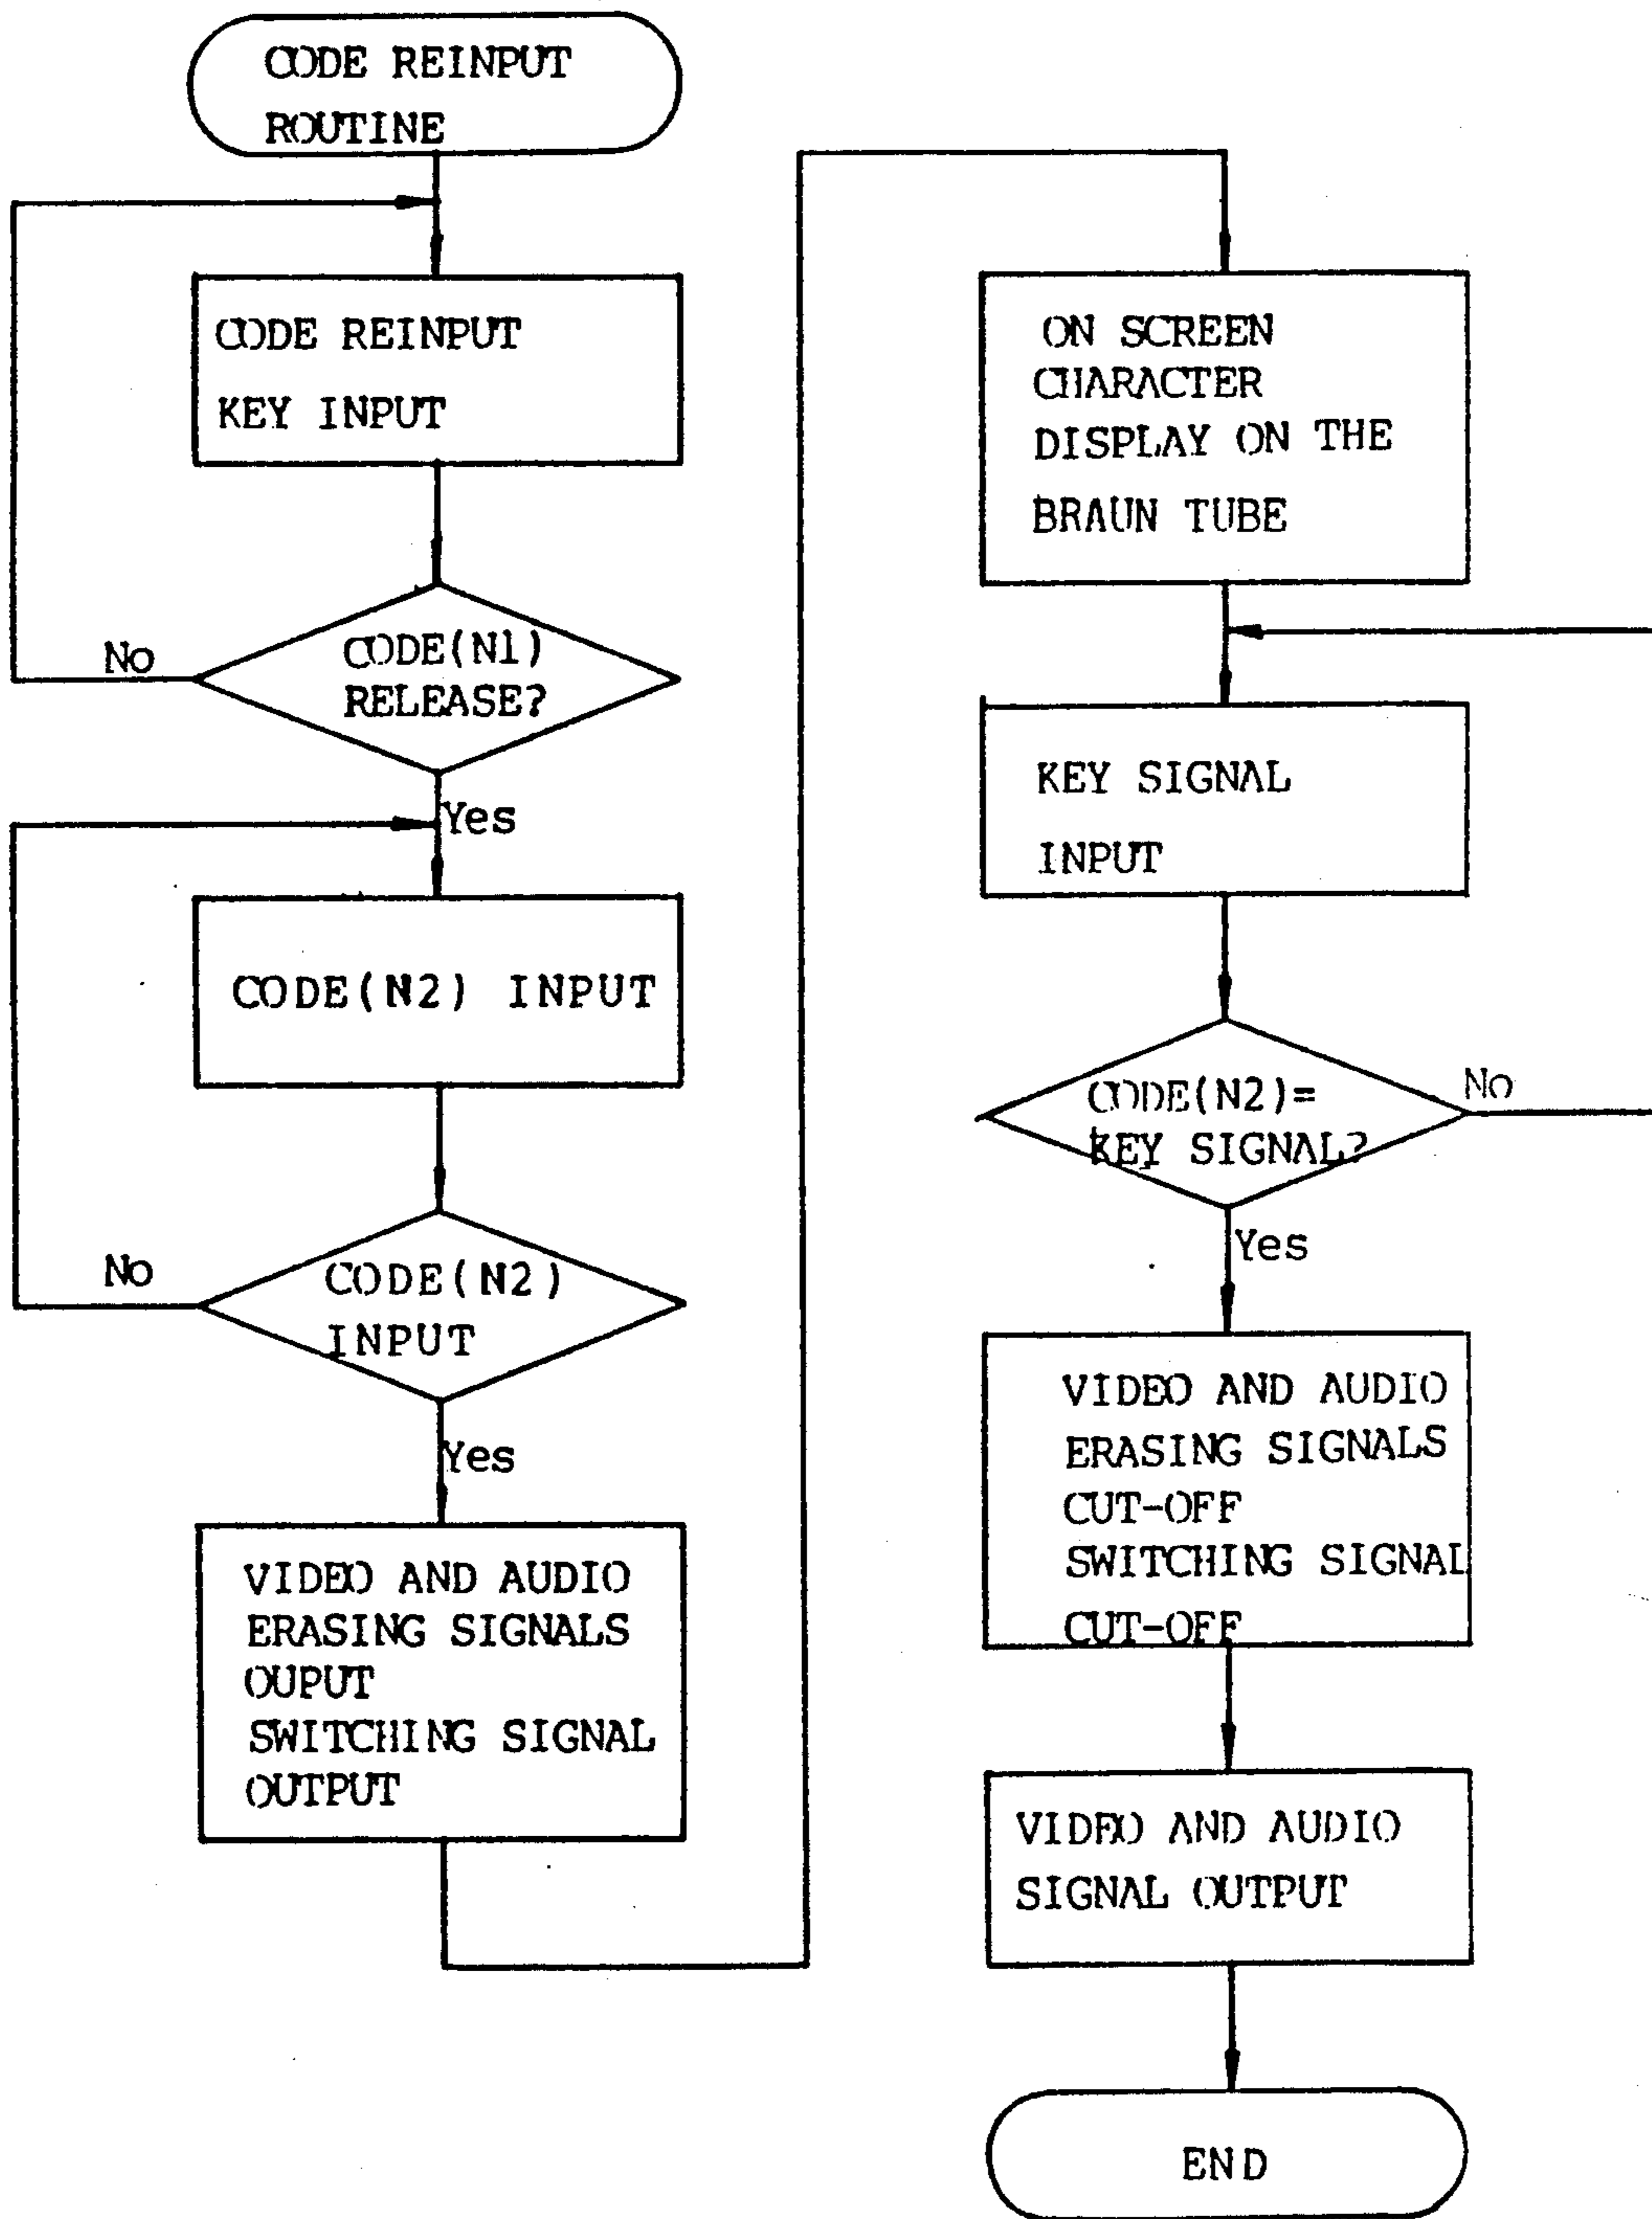 CODE REINPUT
ROUTINE
CODE REINPUT
KEY INPUT
CODE(N1)
RELEASE?
No
Yes
CODE(N2) INPUT
CODE(N2)
INPUT
No
Yes
VIDEO AND AUDIO
ERASING SIGNALS
OUPUT
SWITCHING SIGNAL
OUTPUT
ON SCREEN
CHARACTER
DISPLAY ON THE
BRAUN TUBE
KEY SIGNAL
INPUT
CODE(N2)=
KEY SIGNAL?
No
Yes
VIDEO AND AUDIO
ERASING SIGNALS
CUT-OFF
SWITCHING SIGNAL
CUT-OFF
VIDEO AND AUDIO
SIGNAL OUTPUT
END